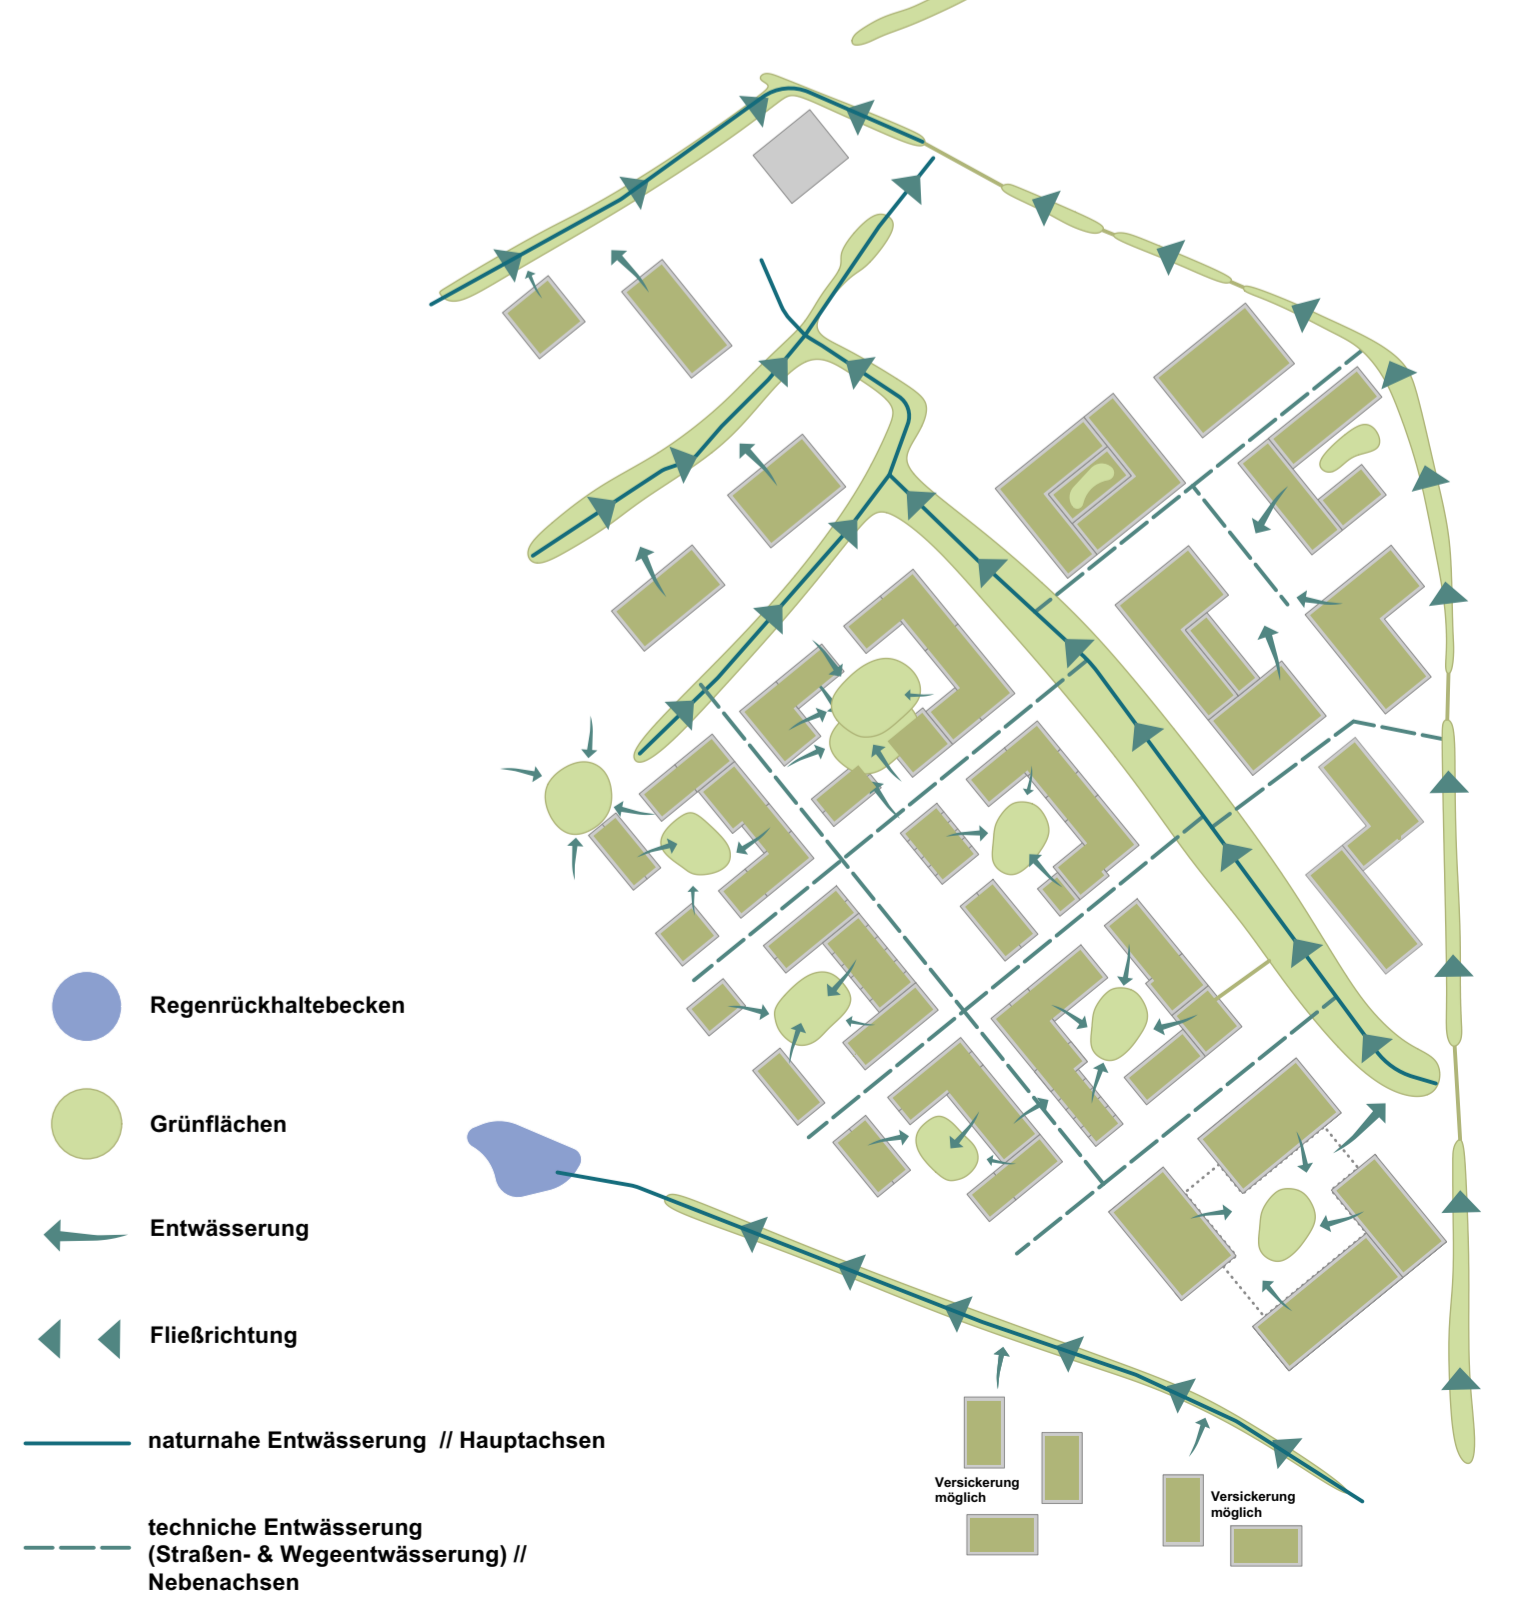 Regenrückhaltebecken
Grünflächen
Entwässerung
Fließrichtung
naturnahe Entwässerung // Hauptachsen
techniche Entwässerung
(Straßen- & Wegeentwässerung) //
Nebenachsen
Versickerung
möglich
Versickerung
möglich